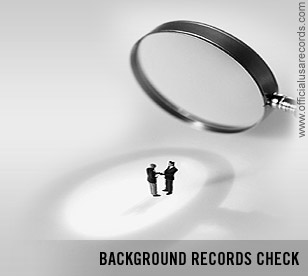 www.officialusarecords.com
BACKGROUND RECORDS CHECK